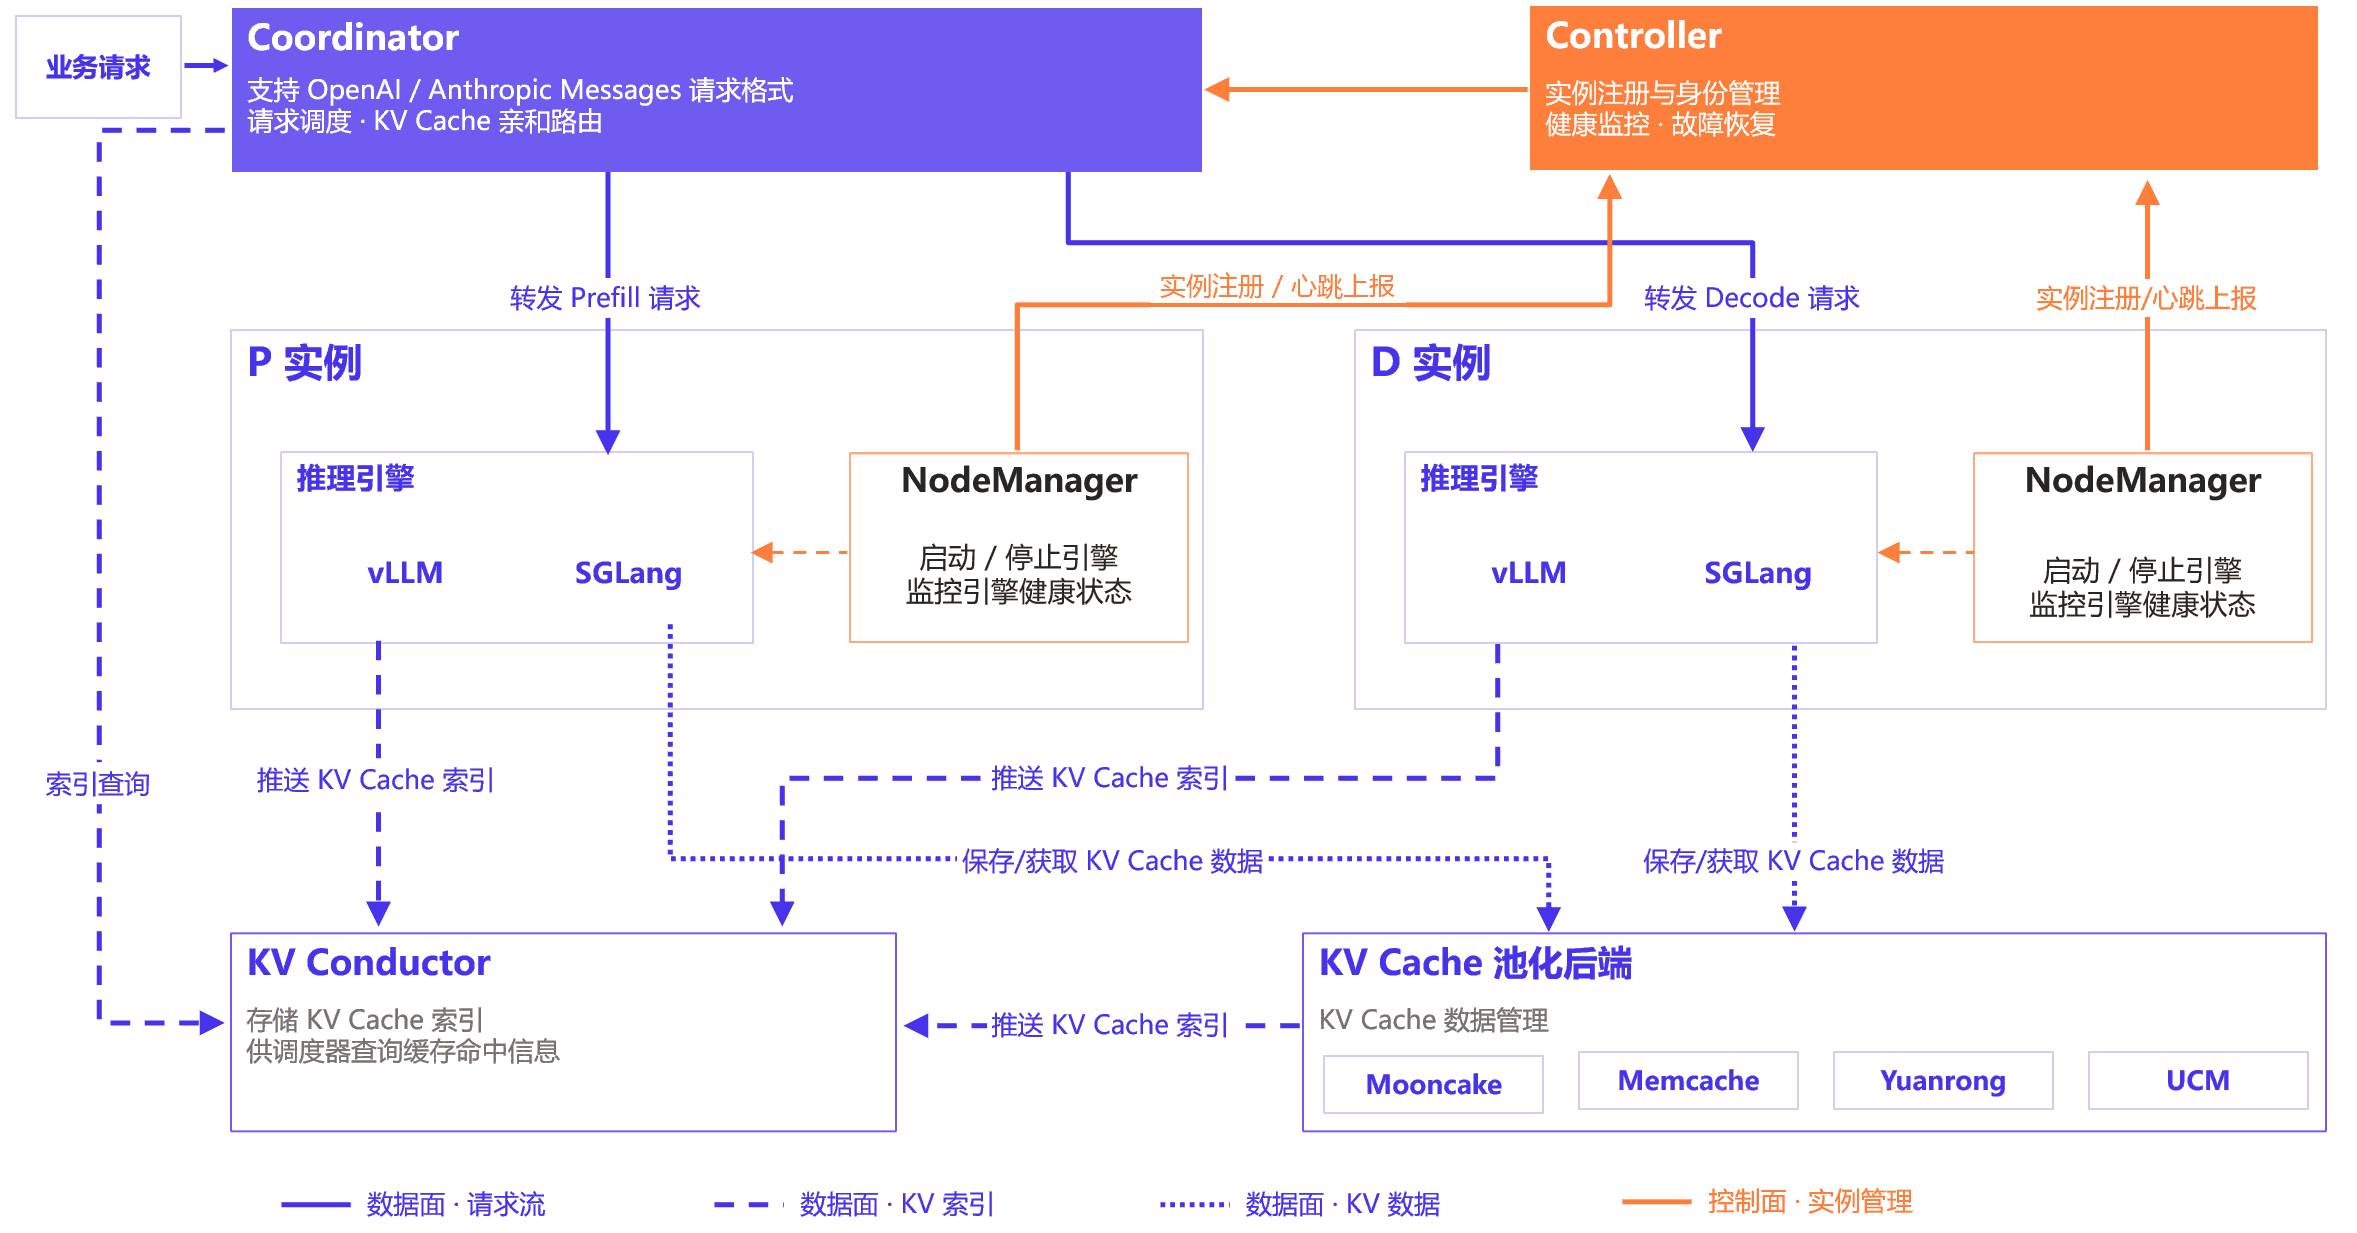 业务请求
Coordinator
支持 OpenAI / Anthropic Messages 请求格式
请求调度 · KV Cache 亲和路由
Controller
实例注册与身份管理
健康监控 · 故障恢复
转发 Prefill 请求
实例注册 / 心跳上报
转发 Decode 请求
实例注册/心跳上报
P 实例
推理引擎
vLLM
SGLang
NodeManager
启动 / 停止引擎
监控引擎健康状态
D 实例
推理引擎
vLLM
SGLang
NodeManager
启动 / 停止引擎
监控引擎健康状态
索引查询
推送 KV Cache 索引
推送 KV Cache 索引
保存/获取 KV Cache 数据
保存/获取 KV Cache 数据
KV Conductor
存储 KV Cache 索引
供调度器查询缓存命中信息
推送 KV Cache 索引
KV Cache 池化后端
KV Cache 数据管理
Mooncake
Memcache
Yuanrong
UCM
数据面 · 请求流
数据面 · KV 索引
数据面 · KV 数据
控制面 · 实例管理